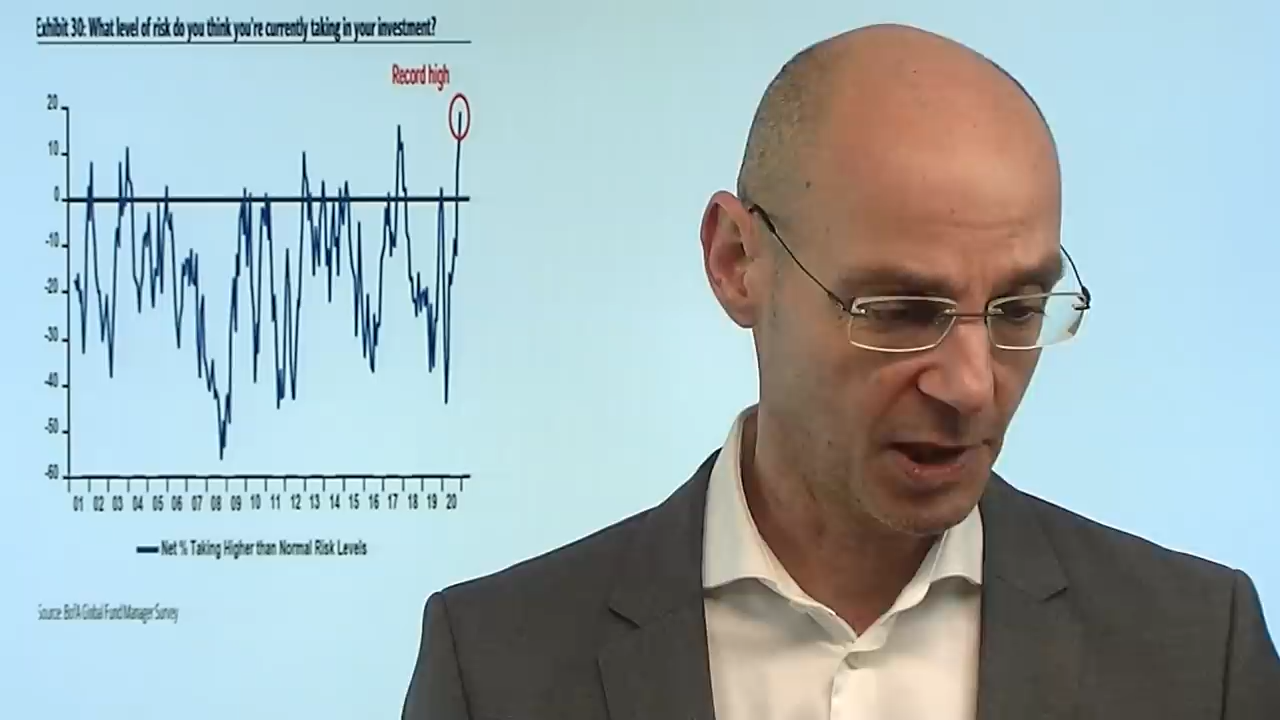 Exhibit 30: What level of risk do you think you're currently taking in your investment?
Record high
20
10
0
-10
-20
-30
-40
-50
-60
01 02 03 04 05 06 07 08 09 10 11 12 13 14 15 16 17 18 19 20
Net % Taking Higher than Normal Risk Levels
Source: BofA Global Fund Manager Survey